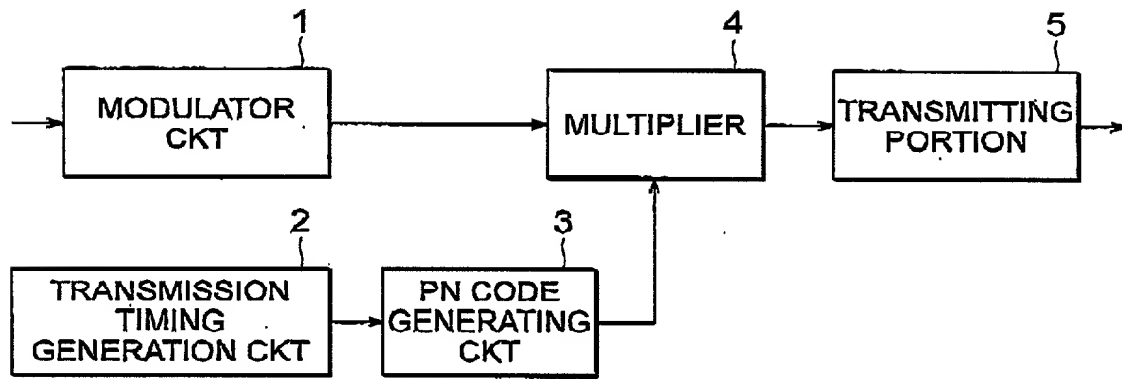 1
MODULATOR
CKT
4
MULTIPLIER
5
TRANSMITTING
PORTION
2
TRANSMISSION
TIMING
GENERATION CKT
3
PN CODE
GENERATING
CKT